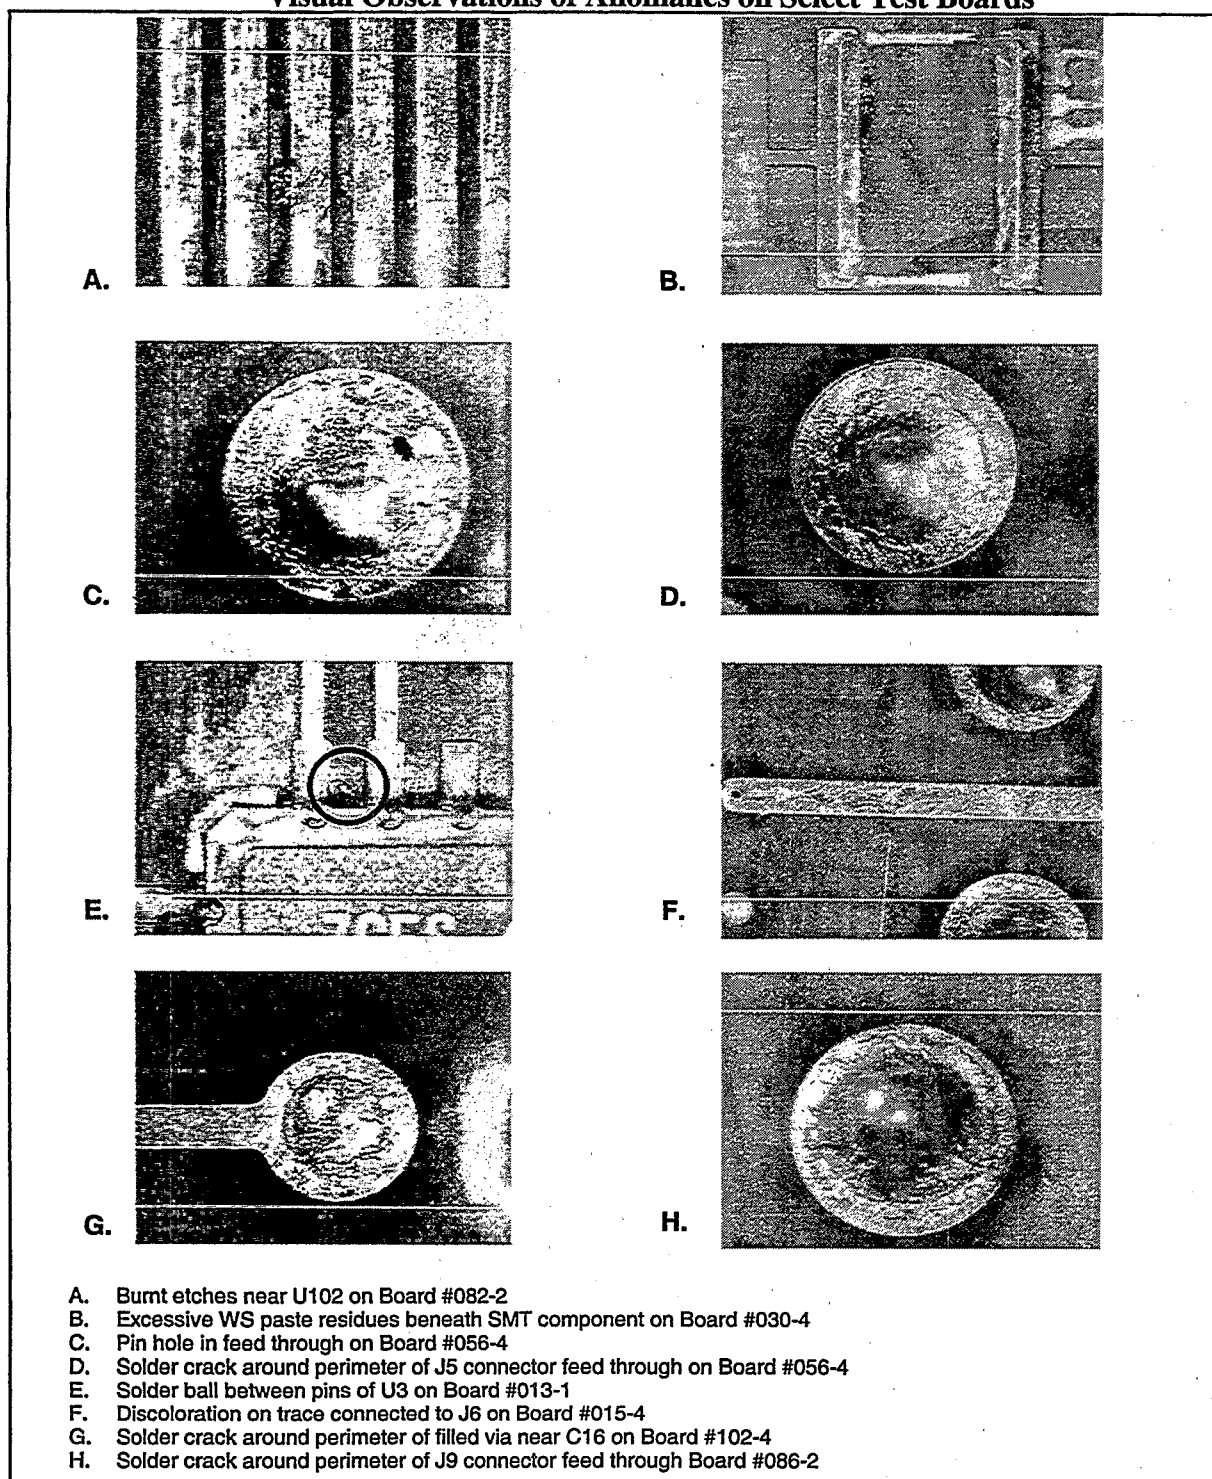 Visual Observations of Anomalies on Select Test Boards
A.
B.
C.
D.
E.
F.
G.
H.
A. Burnt etches near U102 on Board #082-2
B. Excessive WS paste residues beneath SMT component on Board #030-4
C. Pin hole in feed through on Board #056-4
D. Solder crack around perimeter of J5 connector feed through on Board #056-4
E. Solder ball between pins of U3 on Board #013-1
F. Discoloration on trace connected to J6 on Board #015-4
G. Solder crack around perimeter of filled via near C16 on Board #102-4
H. Solder crack around perimeter of J9 connector feed through Board #086-2